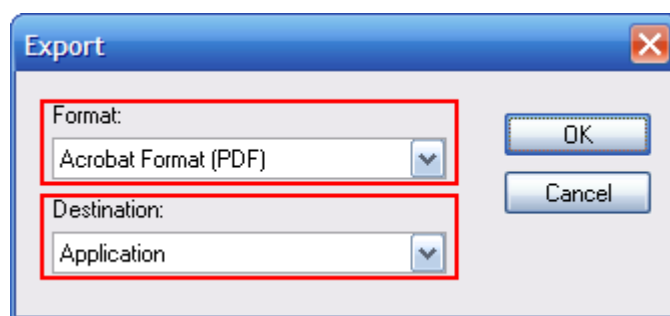 Export
Format:
Acrobat Format (PDF)
OK
Cancel
Destination:
Application